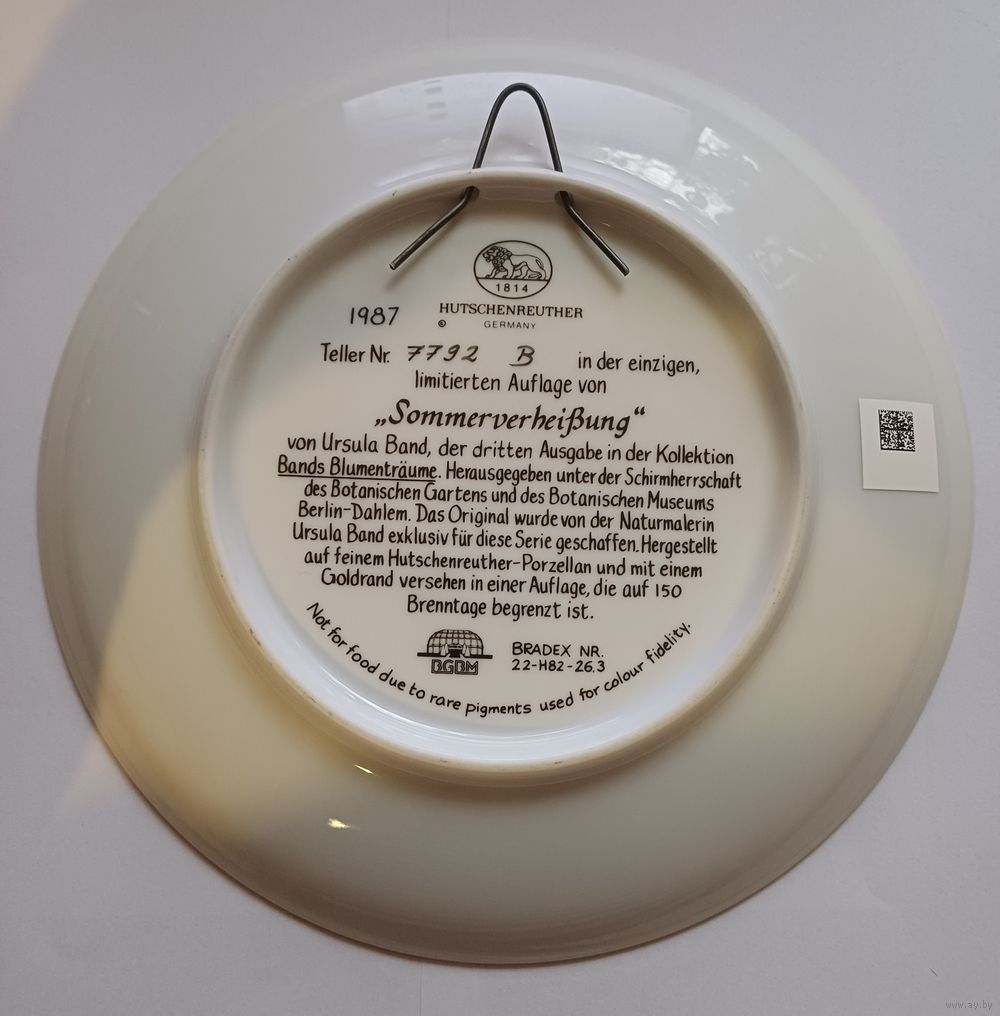 1814
HUTSCHENREUTHER
© GERMANY
1987
Teller Nr. 7792 B in der einzigen,
limitierten Auflage von
„Sommerverheißung“
von Ursula Band, der dritten Ausgabe in der Kollektion
Bands Blumenträume. Herausgegeben unter der Schirmherrschaft
des Botanischen Gartens und des Botanischen Museums
Berlin-Dahlem. Das Original wurde von der Naturmalerin
Ursula Band exklusiv für diese Serie geschaffen. Hergestellt
auf feinem Hutschenreuther-Porzellan und mit einem
Goldrand versehen in einer Auflage, die auf 150
Brenntage begrenzt ist.
BGBM
BRADEX NR.
22-H82-26.3
Not for food due to rare pigments used for colour fidelity.
www.ay.by